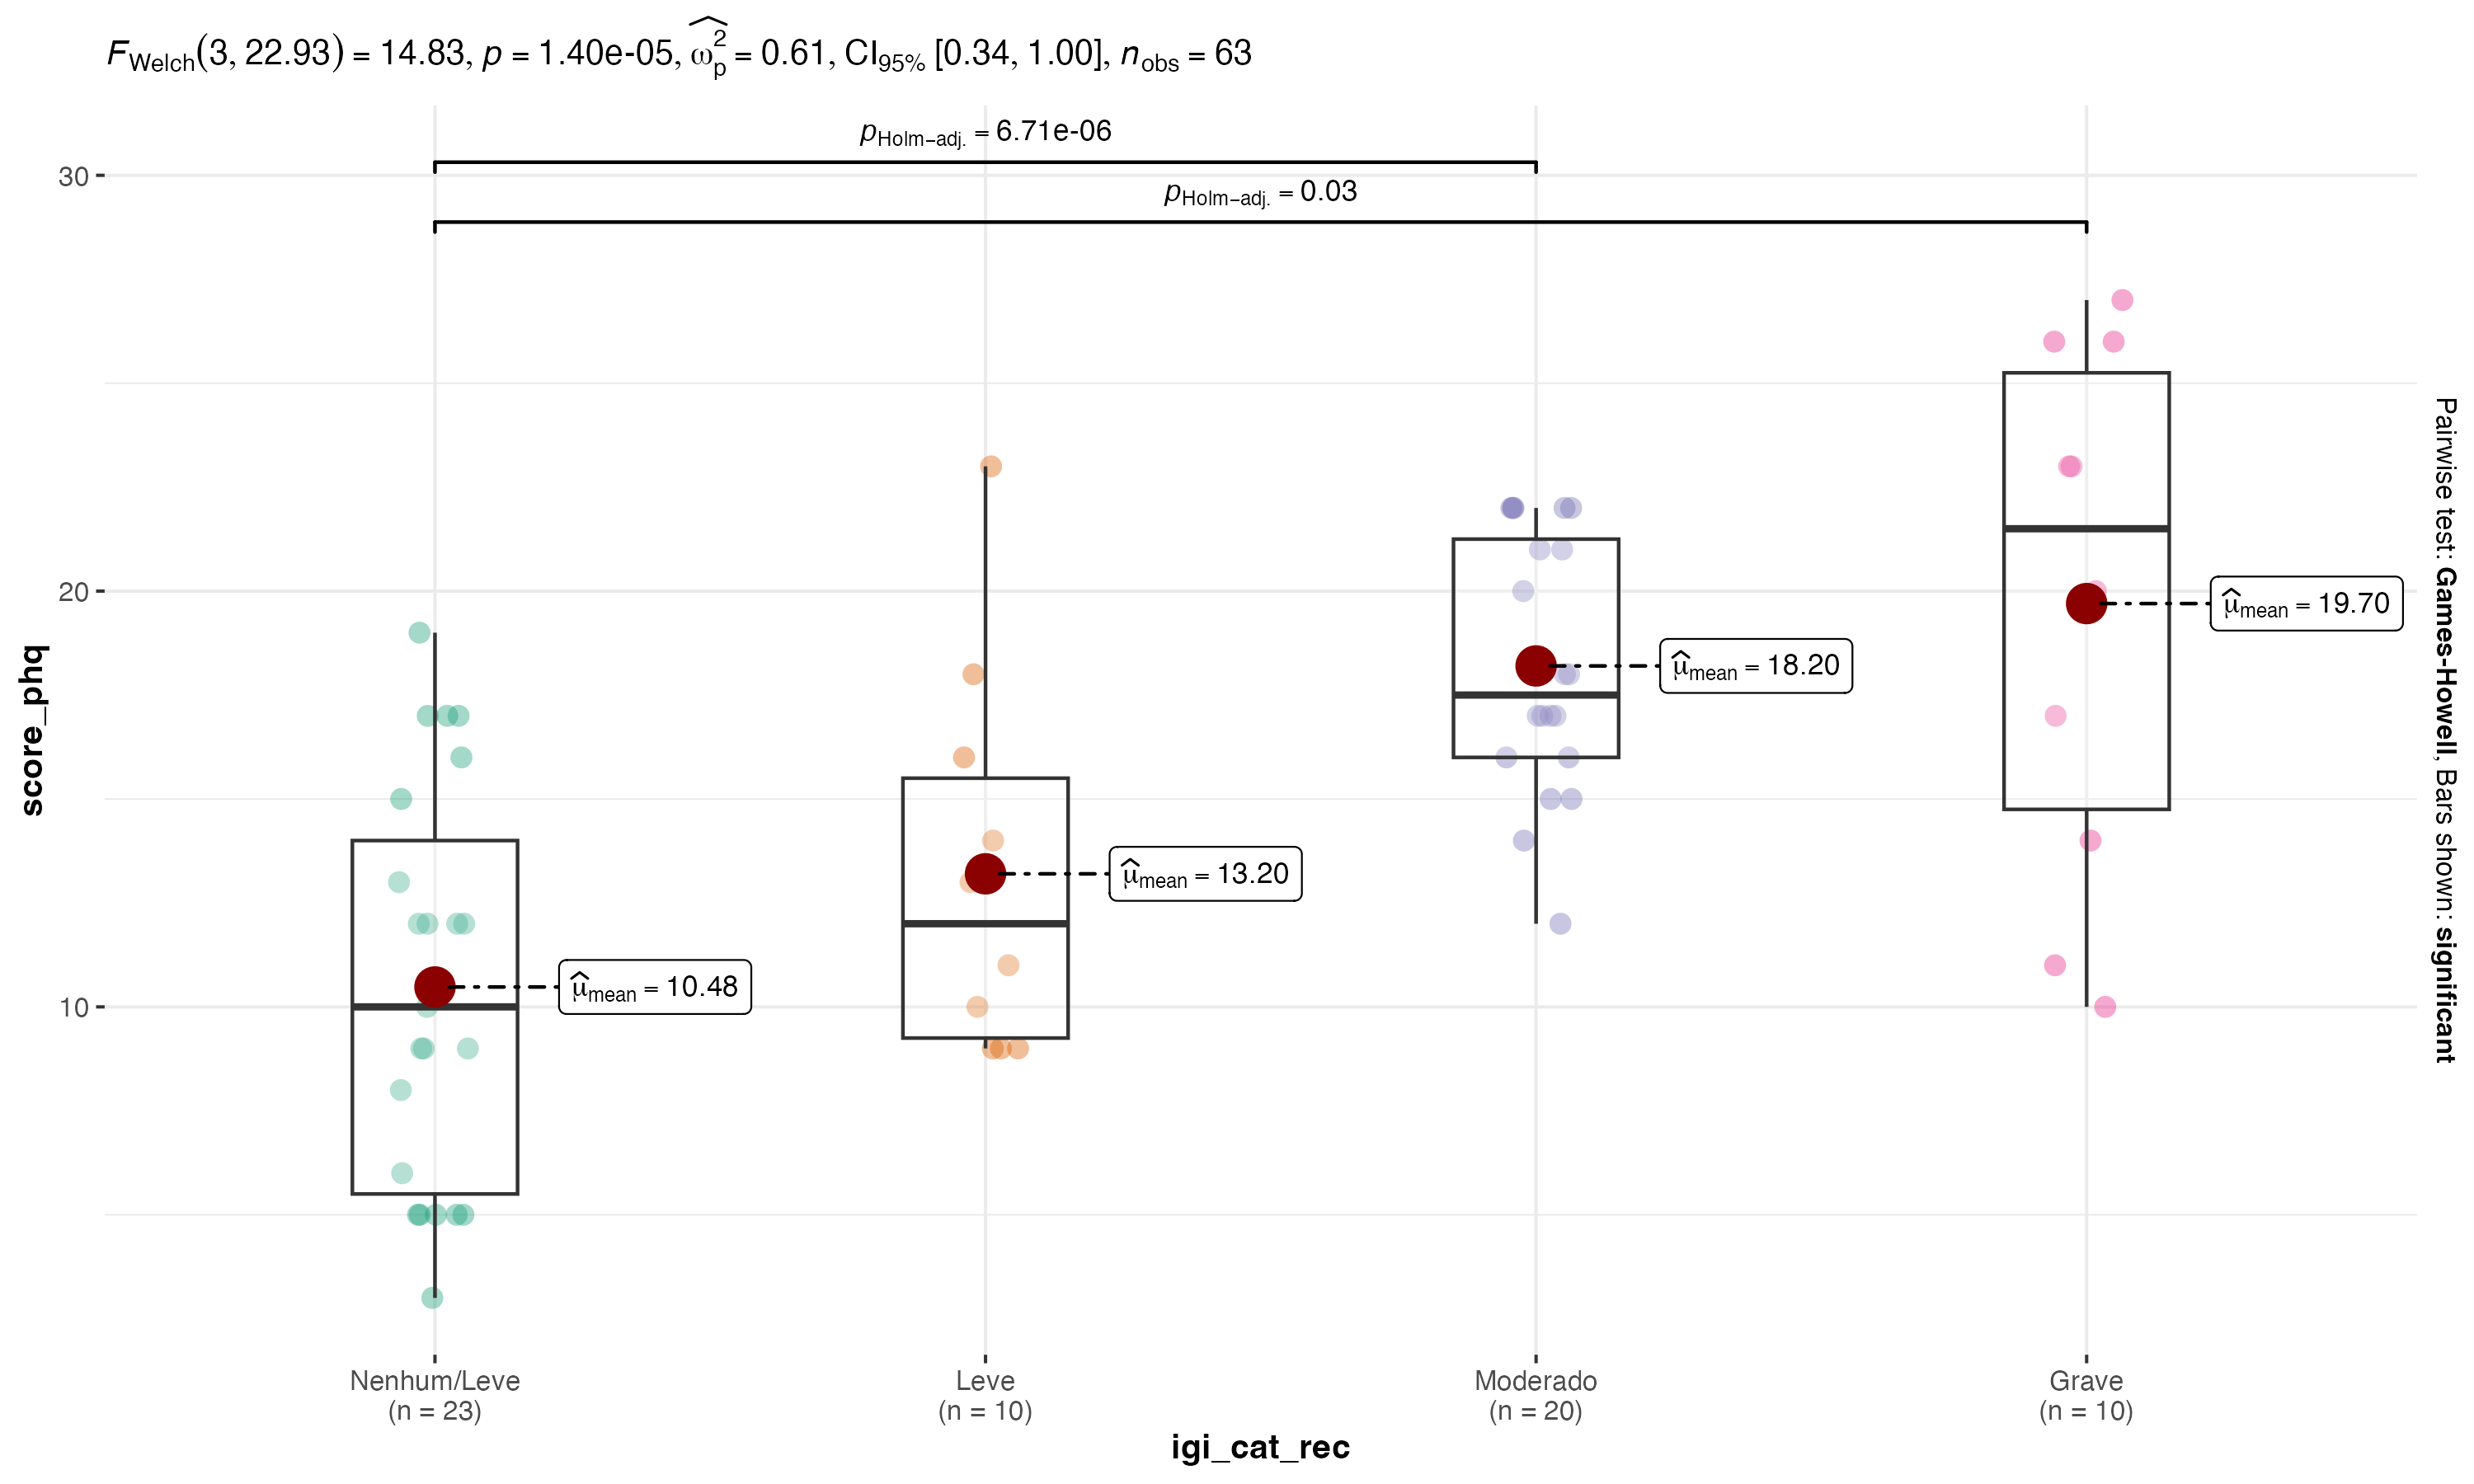 F_Welch(3, 22.93) = 14.83, p = 1.40e-05, ω̂²_p = 0.61, CI_95% [0.34, 1.00], n_obs = 63
p_Holm−adj. = 6.71e-06
p_Holm−adj. = 0.03
30
20
10
score_phq
μ̂_mean = 10.48
μ̂_mean = 13.20
μ̂_mean = 18.20
μ̂_mean = 19.70
Pairwise test: Games-Howell, Bars shown: significant
Nenhum/Leve
(n = 23)
Leve
(n = 10)
Moderado
(n = 20)
Grave
(n = 10)
igi_cat_rec